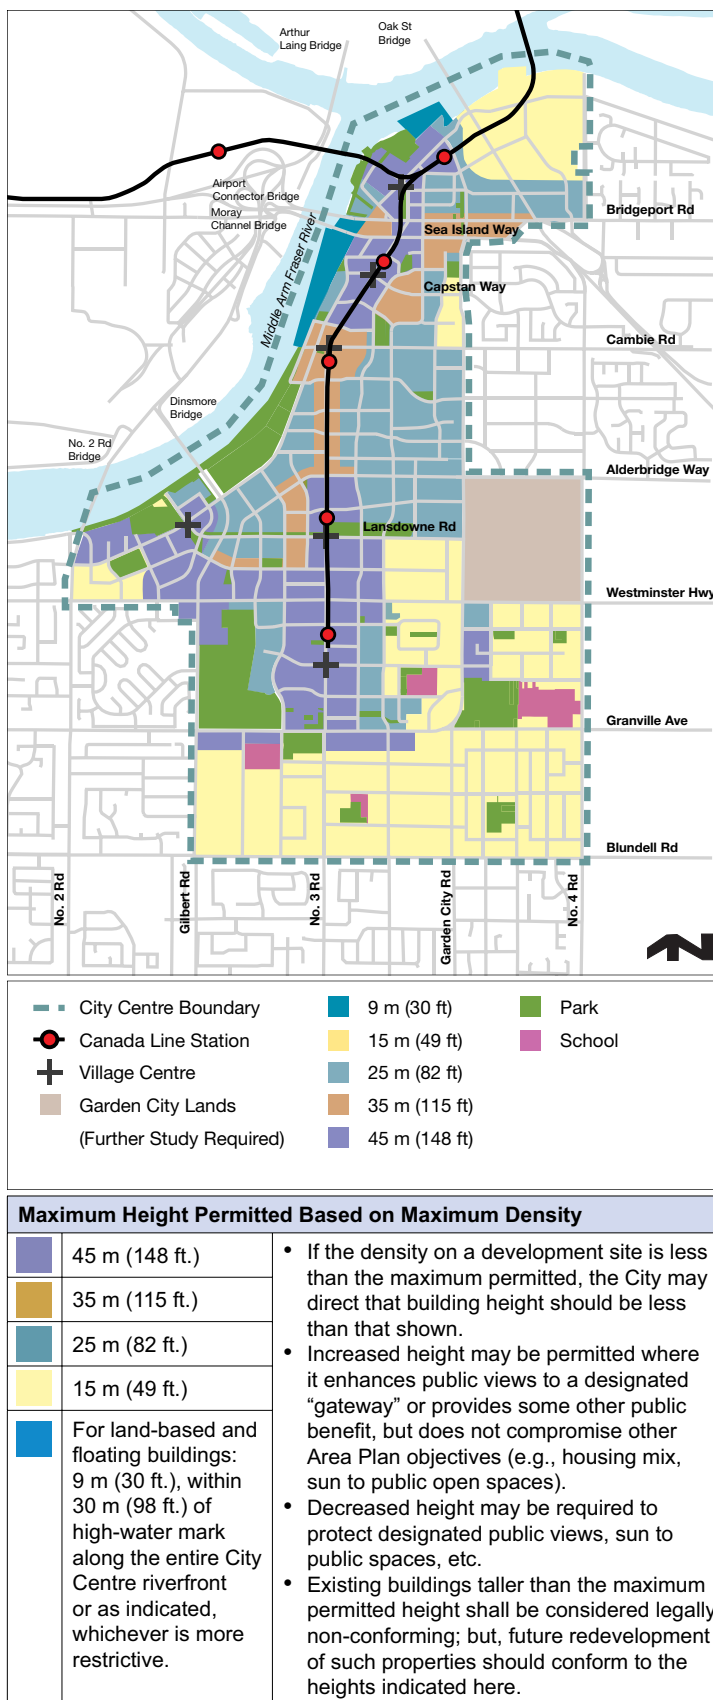 Arthur
Laing Bridge
Oak St
Bridge
Airport
Connector Bridge
Moray
Channel Bridge
Bridgeport Rd
Sea Island Way
Middle Arm Fraser River
Capstan Way
Cambie Rd
Dinsmore
Bridge
No. 2 Rd
Bridge
Alderbridge Way
Lansdowne Rd
Westminster Hwy
Granville Ave
Blundell Rd
No. 2 Rd
Gilbert Rd
No. 3 Rd
Garden City Rd
No. 4 Rd
N
City Centre Boundary
Canada Line Station
Village Centre
Garden City Lands
(Further Study Required)
9 m (30 ft)
15 m (49 ft)
25 m (82 ft)
35 m (115 ft)
45 m (148 ft)
Park
School
Maximum Height Permitted Based on Maximum Density
45 m (148 ft.)
35 m (115 ft.)
25 m (82 ft.)
15 m (49 ft.)
For land-based and
floating buildings:
9 m (30 ft.), within
30 m (98 ft.) of
high-water mark
along the entire City
Centre riverfront
or as indicated,
whichever is more
restrictive.
• If the density on a development site is less
than the maximum permitted, the City may
direct that building height should be less
than that shown.
• Increased height may be permitted where
it enhances public views to a designated
“gateway” or provides some other public
benefit, but does not compromise other
Area Plan objectives (e.g., housing mix,
sun to public open spaces).
• Decreased height may be required to
protect designated public views, sun to
public spaces, etc.
• Existing buildings taller than the maximum
permitted height shall be considered legally
non-conforming; but, future redevelopment
of such properties should conform to the
heights indicated here.